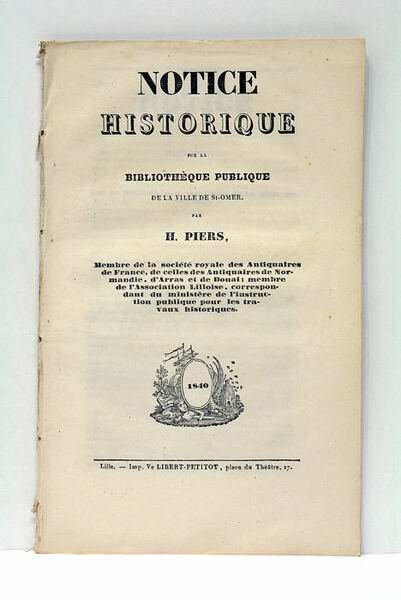 NOTICE
HISTORIQUE
SUR LA
BIBLIOTHÈQUE PUBLIQUE
DE LA VILLE DE St-OMER.
PAR
H. PIERS,
Membre de la société royale des Antiquaires
de France, de celles des Antiquaires de Nor-
mandie, d'Arras et de Douai; membre
de l'Association Lilloise, correspon-
dant du ministère de l'instruc-
tion publique pour les tra-
vaux historiques.
1840
Lille. — Imp. Ve LIBERT-PETITOT, place du Théâtre, 17.